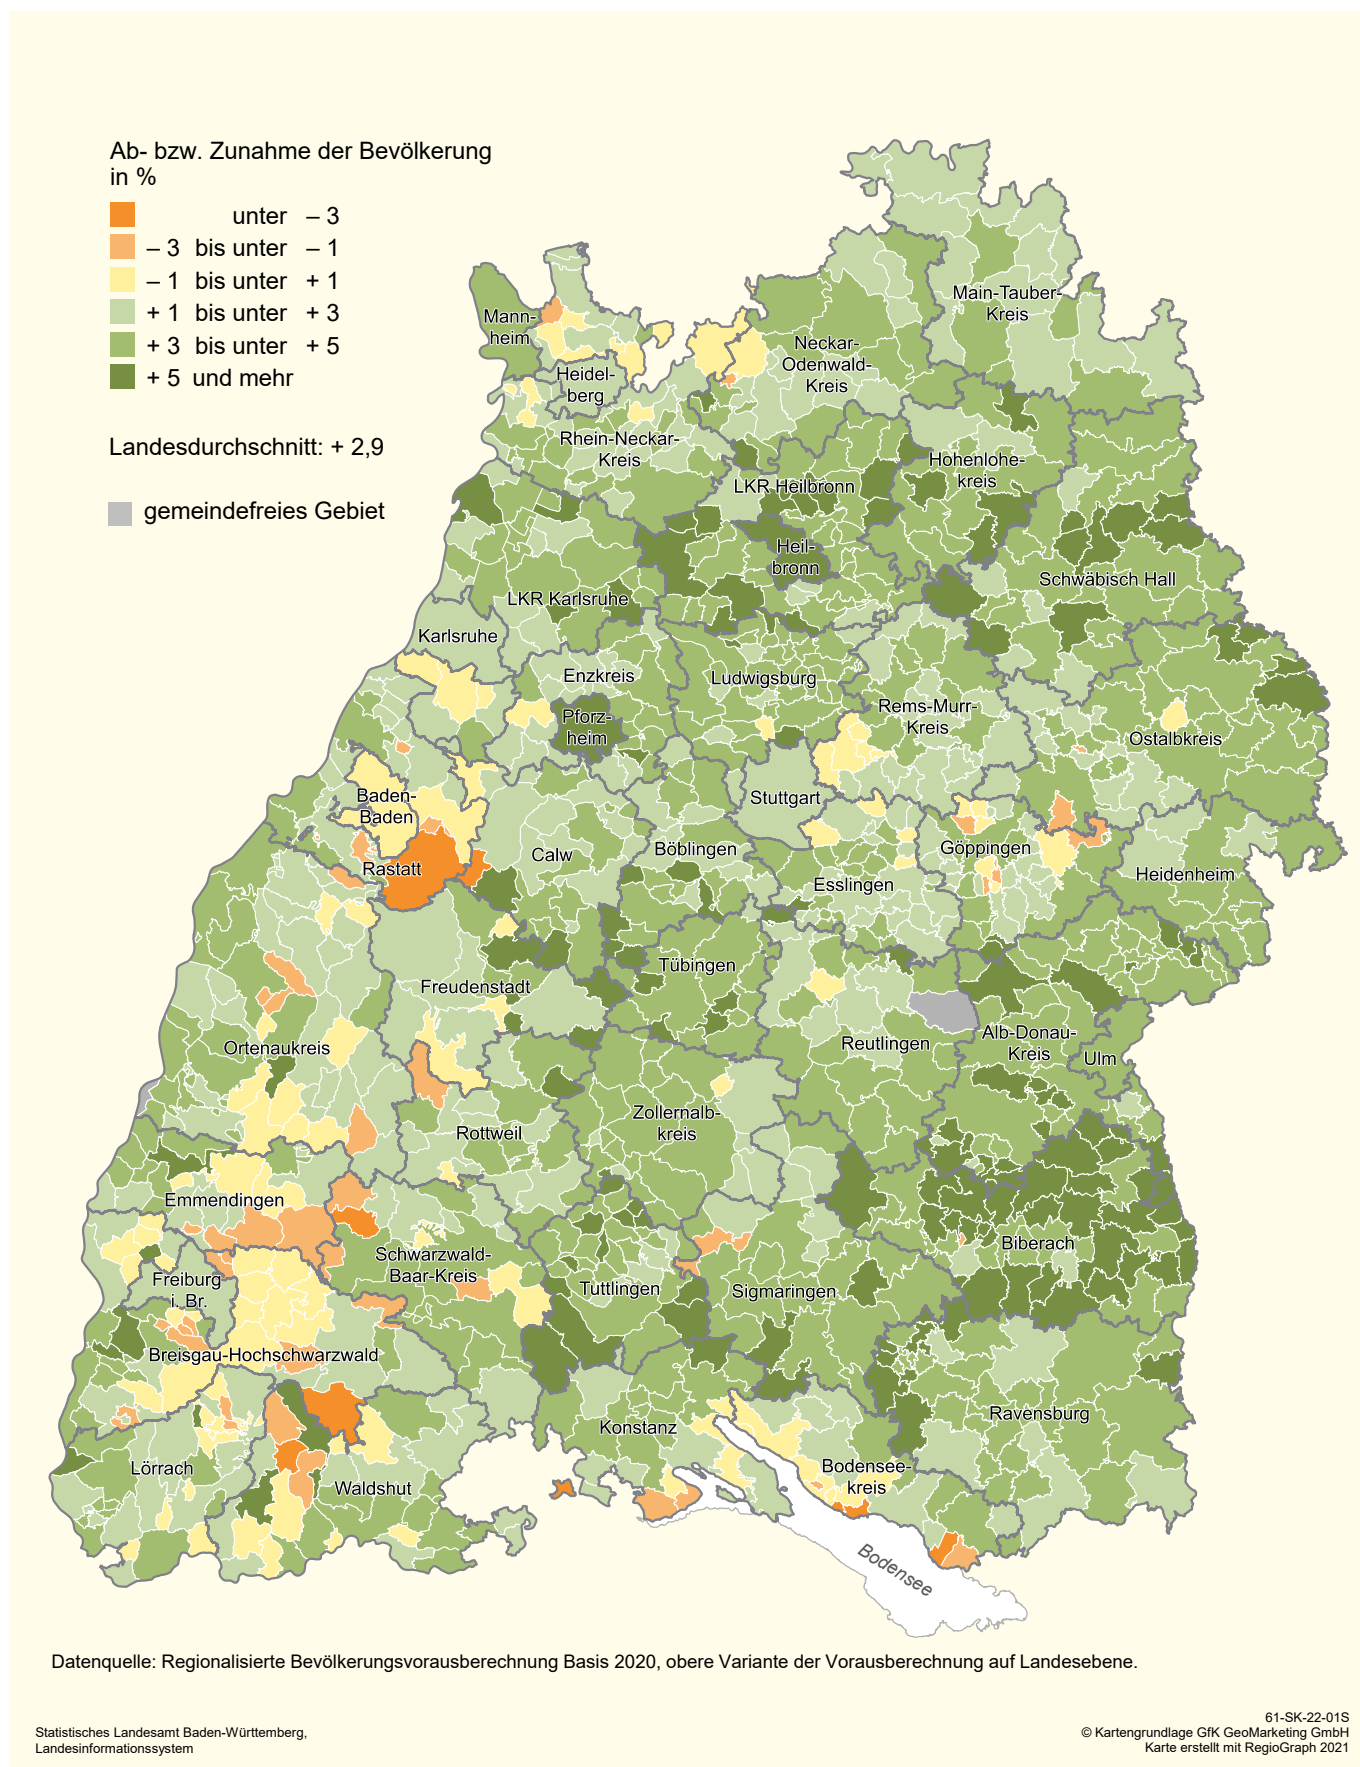 Ab- bzw. Zunahme der Bevölkerung
in %
unter – 3
– 3 bis unter – 1
– 1 bis unter + 1
+ 1 bis unter + 3
+ 3 bis unter + 5
+ 5 und mehr
Landesdurchschnitt: + 2,9
gemeindefreies Gebiet
Main-Tauber-
Kreis
Mann-
heim
Neckar-
Odenwald-
Kreis
Heidel-
berg
Rhein-Neckar-
Kreis
Hohenlohe-
kreis
LKR Heilbronn
Heil-
bronn
Schwäbisch Hall
LKR Karlsruhe
Karlsruhe
Enzkreis
Ludwigsburg
Rems-Murr-
Kreis
Pforz-
heim
Ostalbkreis
Baden-
Baden
Stuttgart
Rastatt
Calw
Böblingen
Göppingen
Esslingen
Heidenheim
Tübingen
Freudenstadt
Ortenaukreis
Reutlingen
Alb-Donau-
Kreis
Ulm
Zollernalb-
kreis
Rottweil
Emmendingen
Schwarzwald-
Baar-Kreis
Biberach
Freiburg
i. Br.
Tuttlingen
Sigmaringen
Breisgau-Hochschwarzwald
Konstanz
Ravensburg
Lörrach
Waldshut
Bodensee-
kreis
Bodensee
Datenquelle: Regionalisierte Bevölkerungsvorausberechnung Basis 2020, obere Variante der Vorausberechnung auf Landesebene.
Statistisches Landesamt Baden-Württemberg,
Landesinformationssystem
61-SK-22-01S
© Kartengrundlage GfK GeoMarketing GmbH
Karte erstellt mit RegioGraph 2021